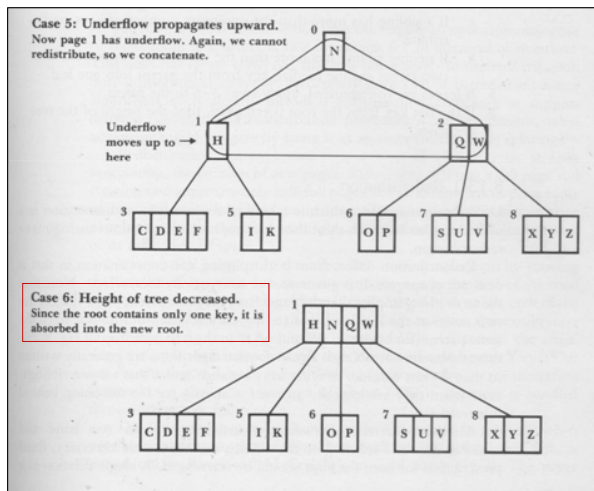 Case 5: Underflow propagates upward.
Now page 1 has underflow. Again, we cannot
redistribute, so we concatenate.
0
N
Underflow
moves up to
here
1
H
2
Q W
3
C D E F
5
I K
6
O P
7
S U V
8
X Y Z
Case 6: Height of tree decreased.
Since the root contains only one key, it is
absorbed into the new root.
1
H N Q W
3
C D E F
5
I K
6
O P
7
S U V
8
X Y Z